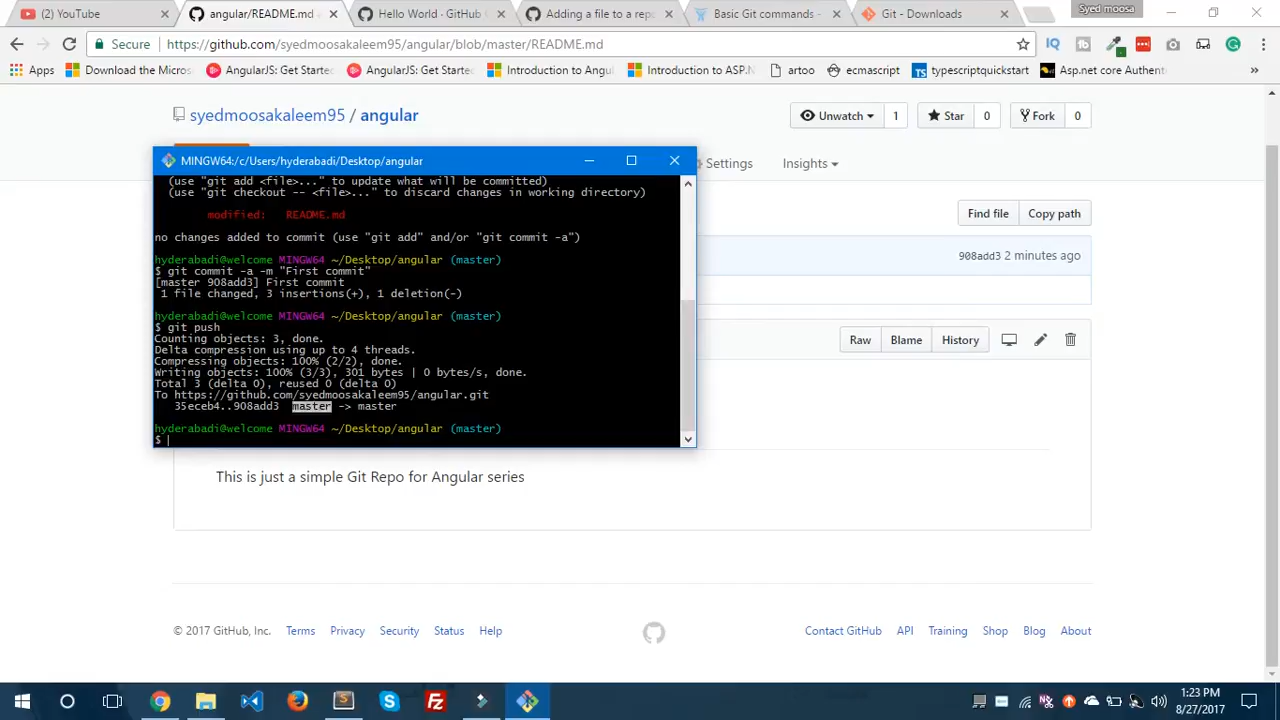 (2) YouTube
angular/README.md
Hello World - GitHub
Adding a file to a repo
Basic Git commands -
Git - Downloads
Syed moosa
Secure
https://github.com/syedmoosakaleem95/angular/blob/master/README.md
Apps
Download the Micros
AngularJS: Get Starte
AngularJS: Get Starte
Introduction to Angu
Introduction to ASP.N
artoo
ecmascript
TS typescriptquickstart
Asp.net core Authent
»
syedmoosakaleem95 / angular
Unwatch 1
Star 0
Fork 0
Settings
Insights
MINGW64:/c/Users/hyderabadi/Desktop/angular
(use "git add <file>..." to update what will be committed)
(use "git checkout -- <file>..." to discard changes in working directory)
modified: README.md
no changes added to commit (use "git add" and/or "git commit -a")
hyderabadi@welcome MINGW64 ~/Desktop/angular (master)
$ git commit -a -m "First commit"
[master 908add3] First commit
1 file changed, 3 insertions(+), 1 deletion(-)
hyderabadi@welcome MINGW64 ~/Desktop/angular (master)
$ git push
Counting objects: 3, done.
Delta compression using up to 4 threads.
Compressing objects: 100% (2/2), done.
Writing objects: 100% (3/3), 301 bytes | 0 bytes/s, done.
Total 3 (delta 0), reused 0 (delta 0)
To https://github.com/syedmoosakaleem95/angular.git
35eceb4..908add3 master -> master
hyderabadi@welcome MINGW64 ~/Desktop/angular (master)
$
Find file
Copy path
908add3 2 minutes ago
Raw
Blame
History
This is just a simple Git Repo for Angular series
© 2017 GitHub, Inc.
Terms
Privacy
Security
Status
Help
Contact GitHub
API
Training
Shop
Blog
About
1:23 PM
8/27/2017